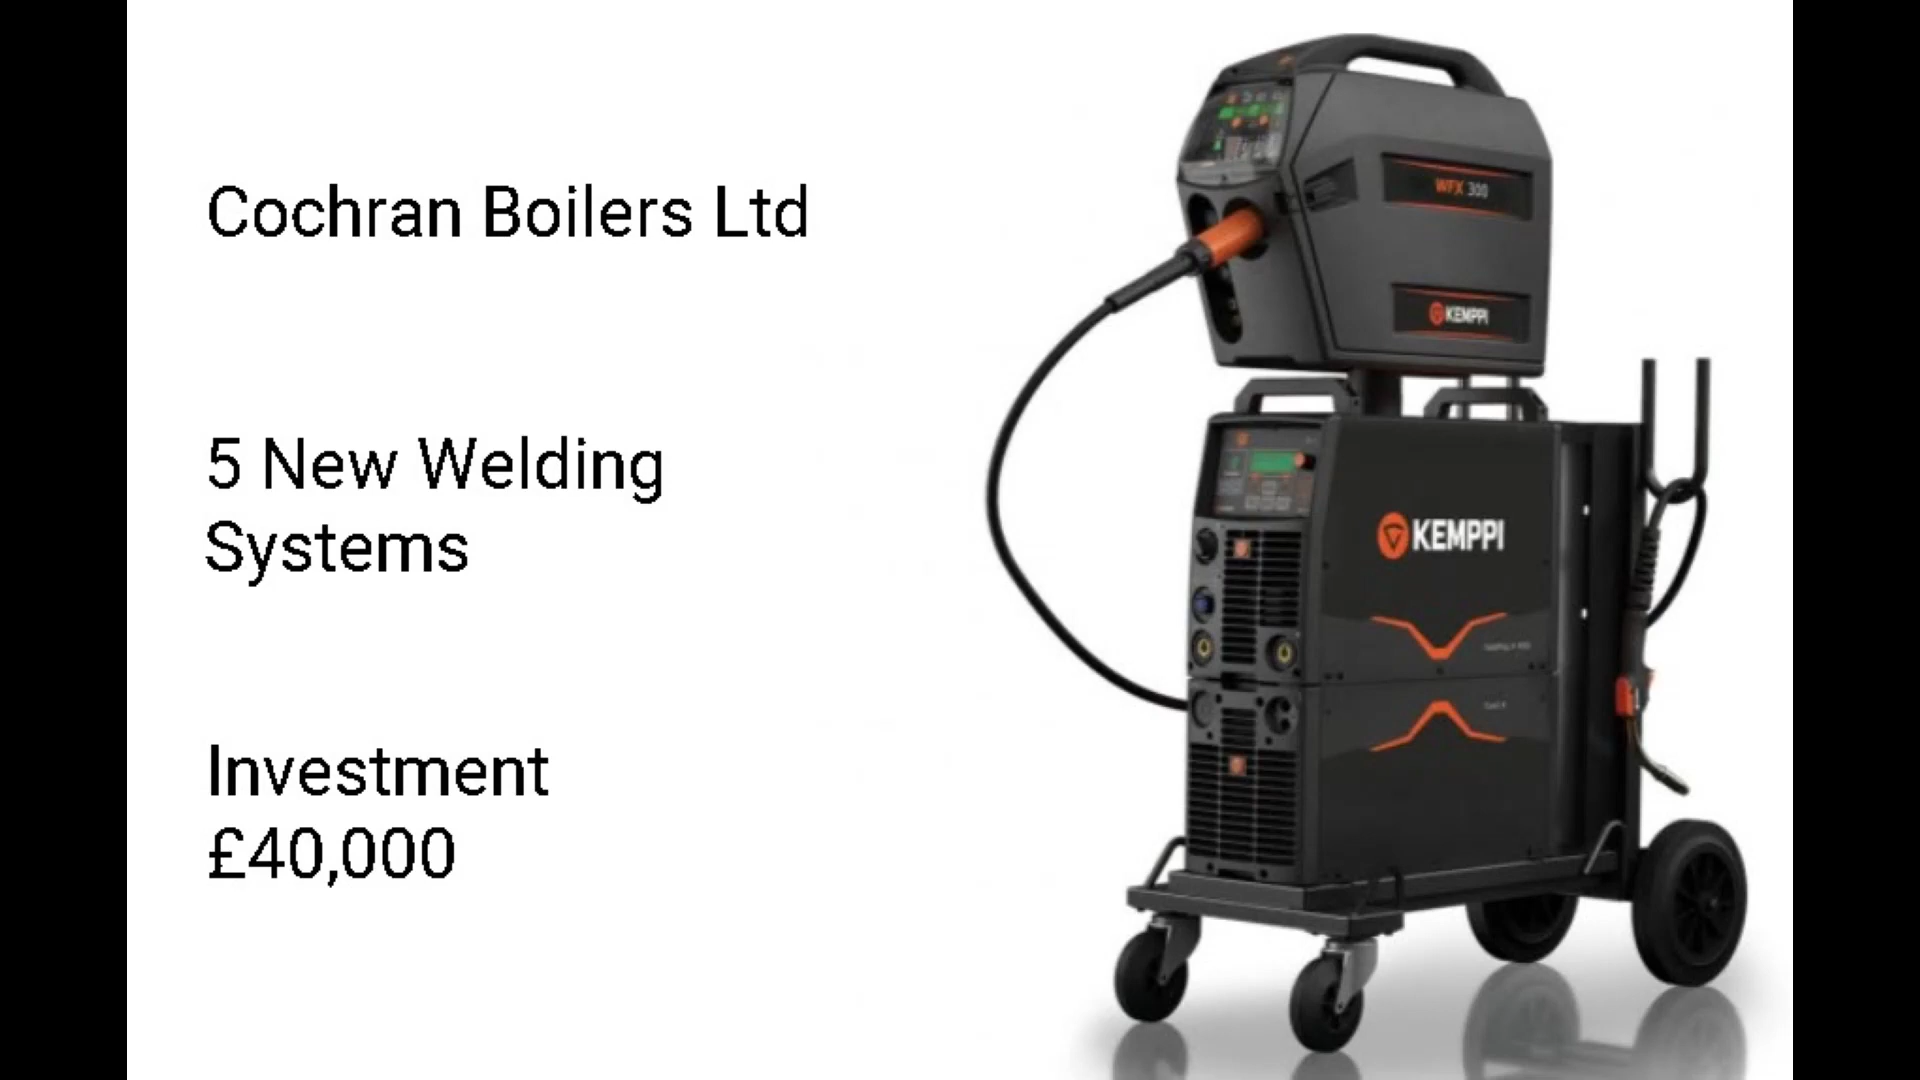 Cochran Boilers Ltd
5 New Welding
Systems
Investment
£40,000
WFX 300
KEMPPI
KEMPPI